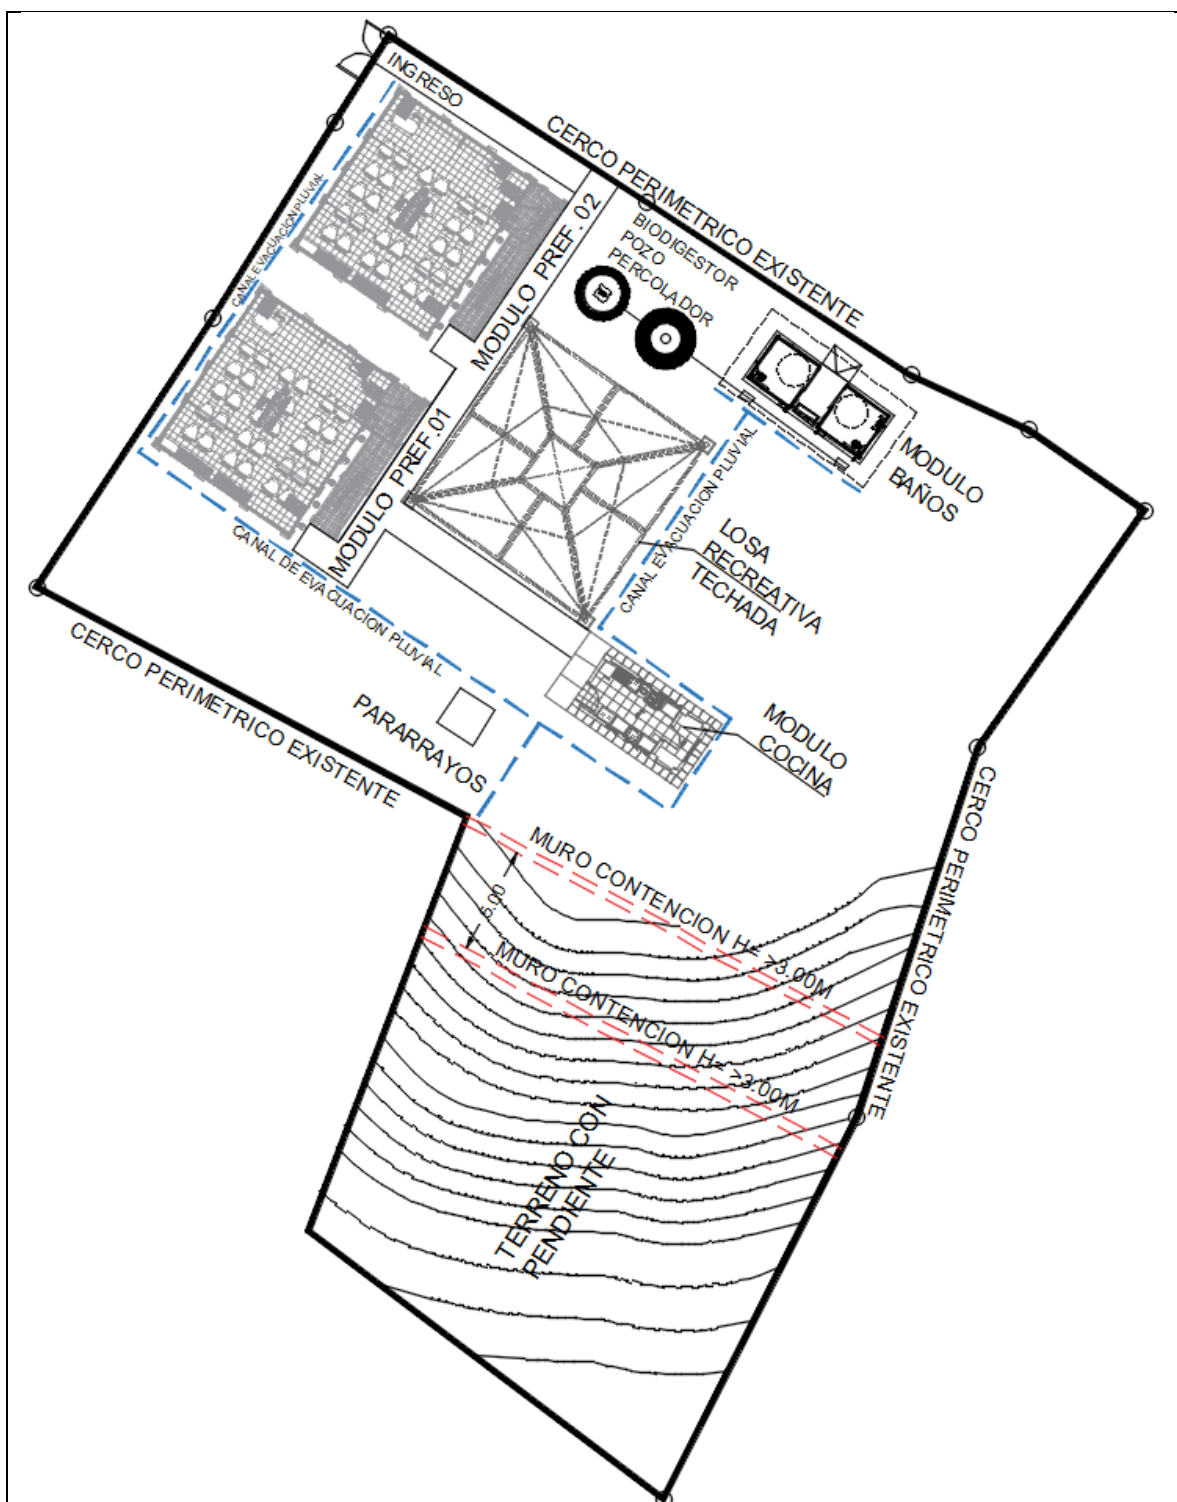 INGRESO
CERCO PERIMETRICO EXISTENTE
CANAL EVACUACION PLUVIAL
MODULO PREF. 02
BIODIGESTOR
POZO
PERCOLADOR
MODULO PREF.01
MODULO
BAÑOS
CANAL EVACUACION PLUVIAL
LOSA
RECREATIVA
TECHADA
CANAL DE EVACUACION PLUVIAL
CERCO PERIMETRICO EXISTENTE
PARARRAYOS
MODULO
COCINA
CERCO PERIMETRICO EXISTENTE
MURO CONTENCION H= >3.00M
5.00
MURO CONTENCION H= >3.00M
TERRENO CON
PENDIENTE